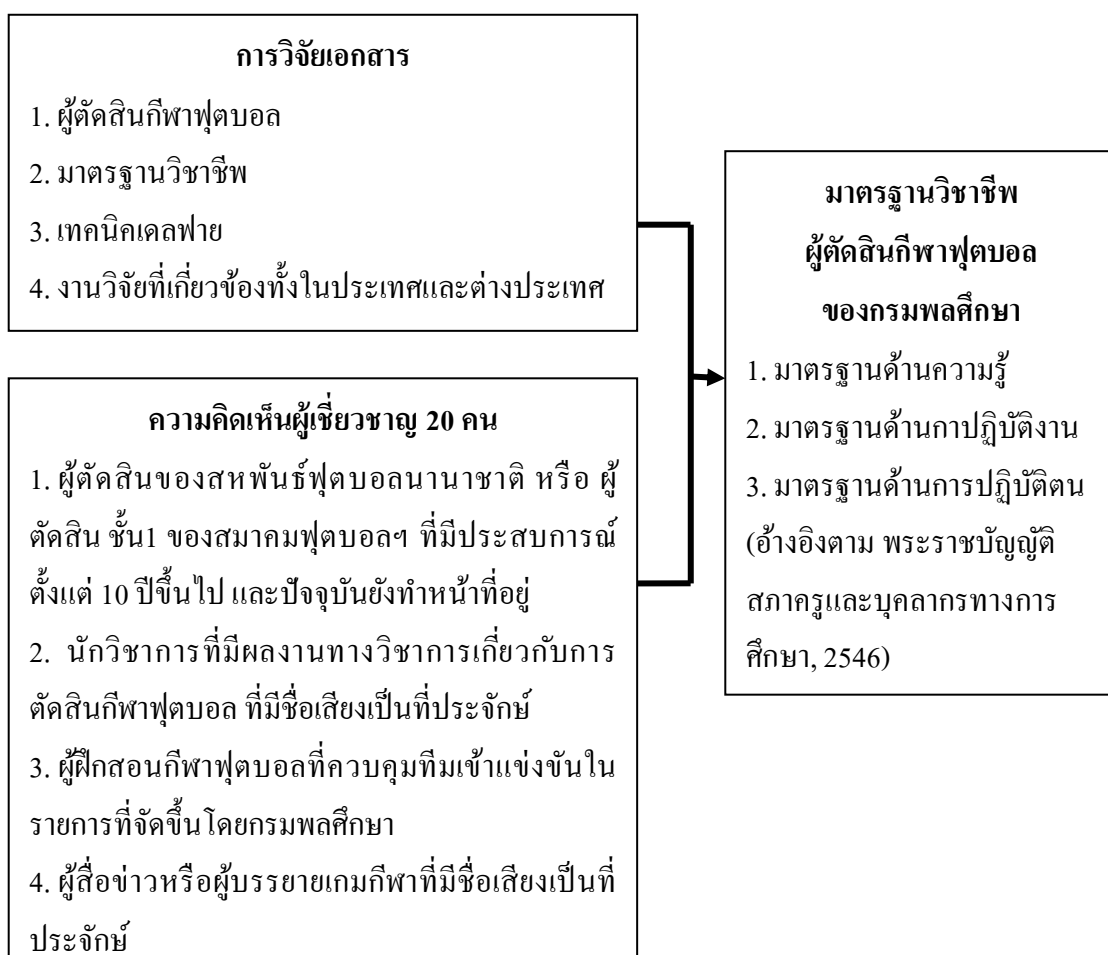 การวิจัยเอกสาร
1. ผู้ตัดสินกีฬาฟุตบอล
2. มาตรฐานวิชาชีพ
3. เทคนิคเดลฟาย
4. งานวิจัยที่เกี่ยวข้องทั้งในประเทศและต่างประเทศ
ความคิดเห็นผู้เชี่ยวชาญ 20 คน
1. ผู้ตัดสินของสหพันธ์ฟุตบอลนานาชาติ หรือ ผู้
ตัดสิน ชั้น1 ของสมาคมฟุตบอลฯ ที่มีประสบการณ์
ตั้งแต่ 10 ปีขึ้นไป และปัจจุบันยังทำหน้าที่อยู่
2. นักวิชาการที่มีผลงานทางวิชาการเกี่ยวกับการ
ตัดสินกีฬาฟุตบอล ที่มีชื่อเสียงเป็นที่ประจักษ์
3. ผู้ฝึกสอนกีฬาฟุตบอลที่ควบคุมทีมเข้าแข่งขันใน
รายการที่จัดขึ้นโดยกรมพลศึกษา
4. ผู้สื่อข่าวหรือผู้บรรยายเกมกีฬาที่มีชื่อเสียงเป็นที่
ประจักษ์
มาตรฐานวิชาชีพ
ผู้ตัดสินกีฬาฟุตบอล
ของกรมพลศึกษา
1. มาตรฐานด้านความรู้
2. มาตรฐานด้านกาปฏิบัติงาน
3. มาตรฐานด้านการปฏิบัติตน
(อ้างอิงตาม พระราชบัญญัติ
สภาครูและบุคลากรทางการ
ศึกษา, 2546)